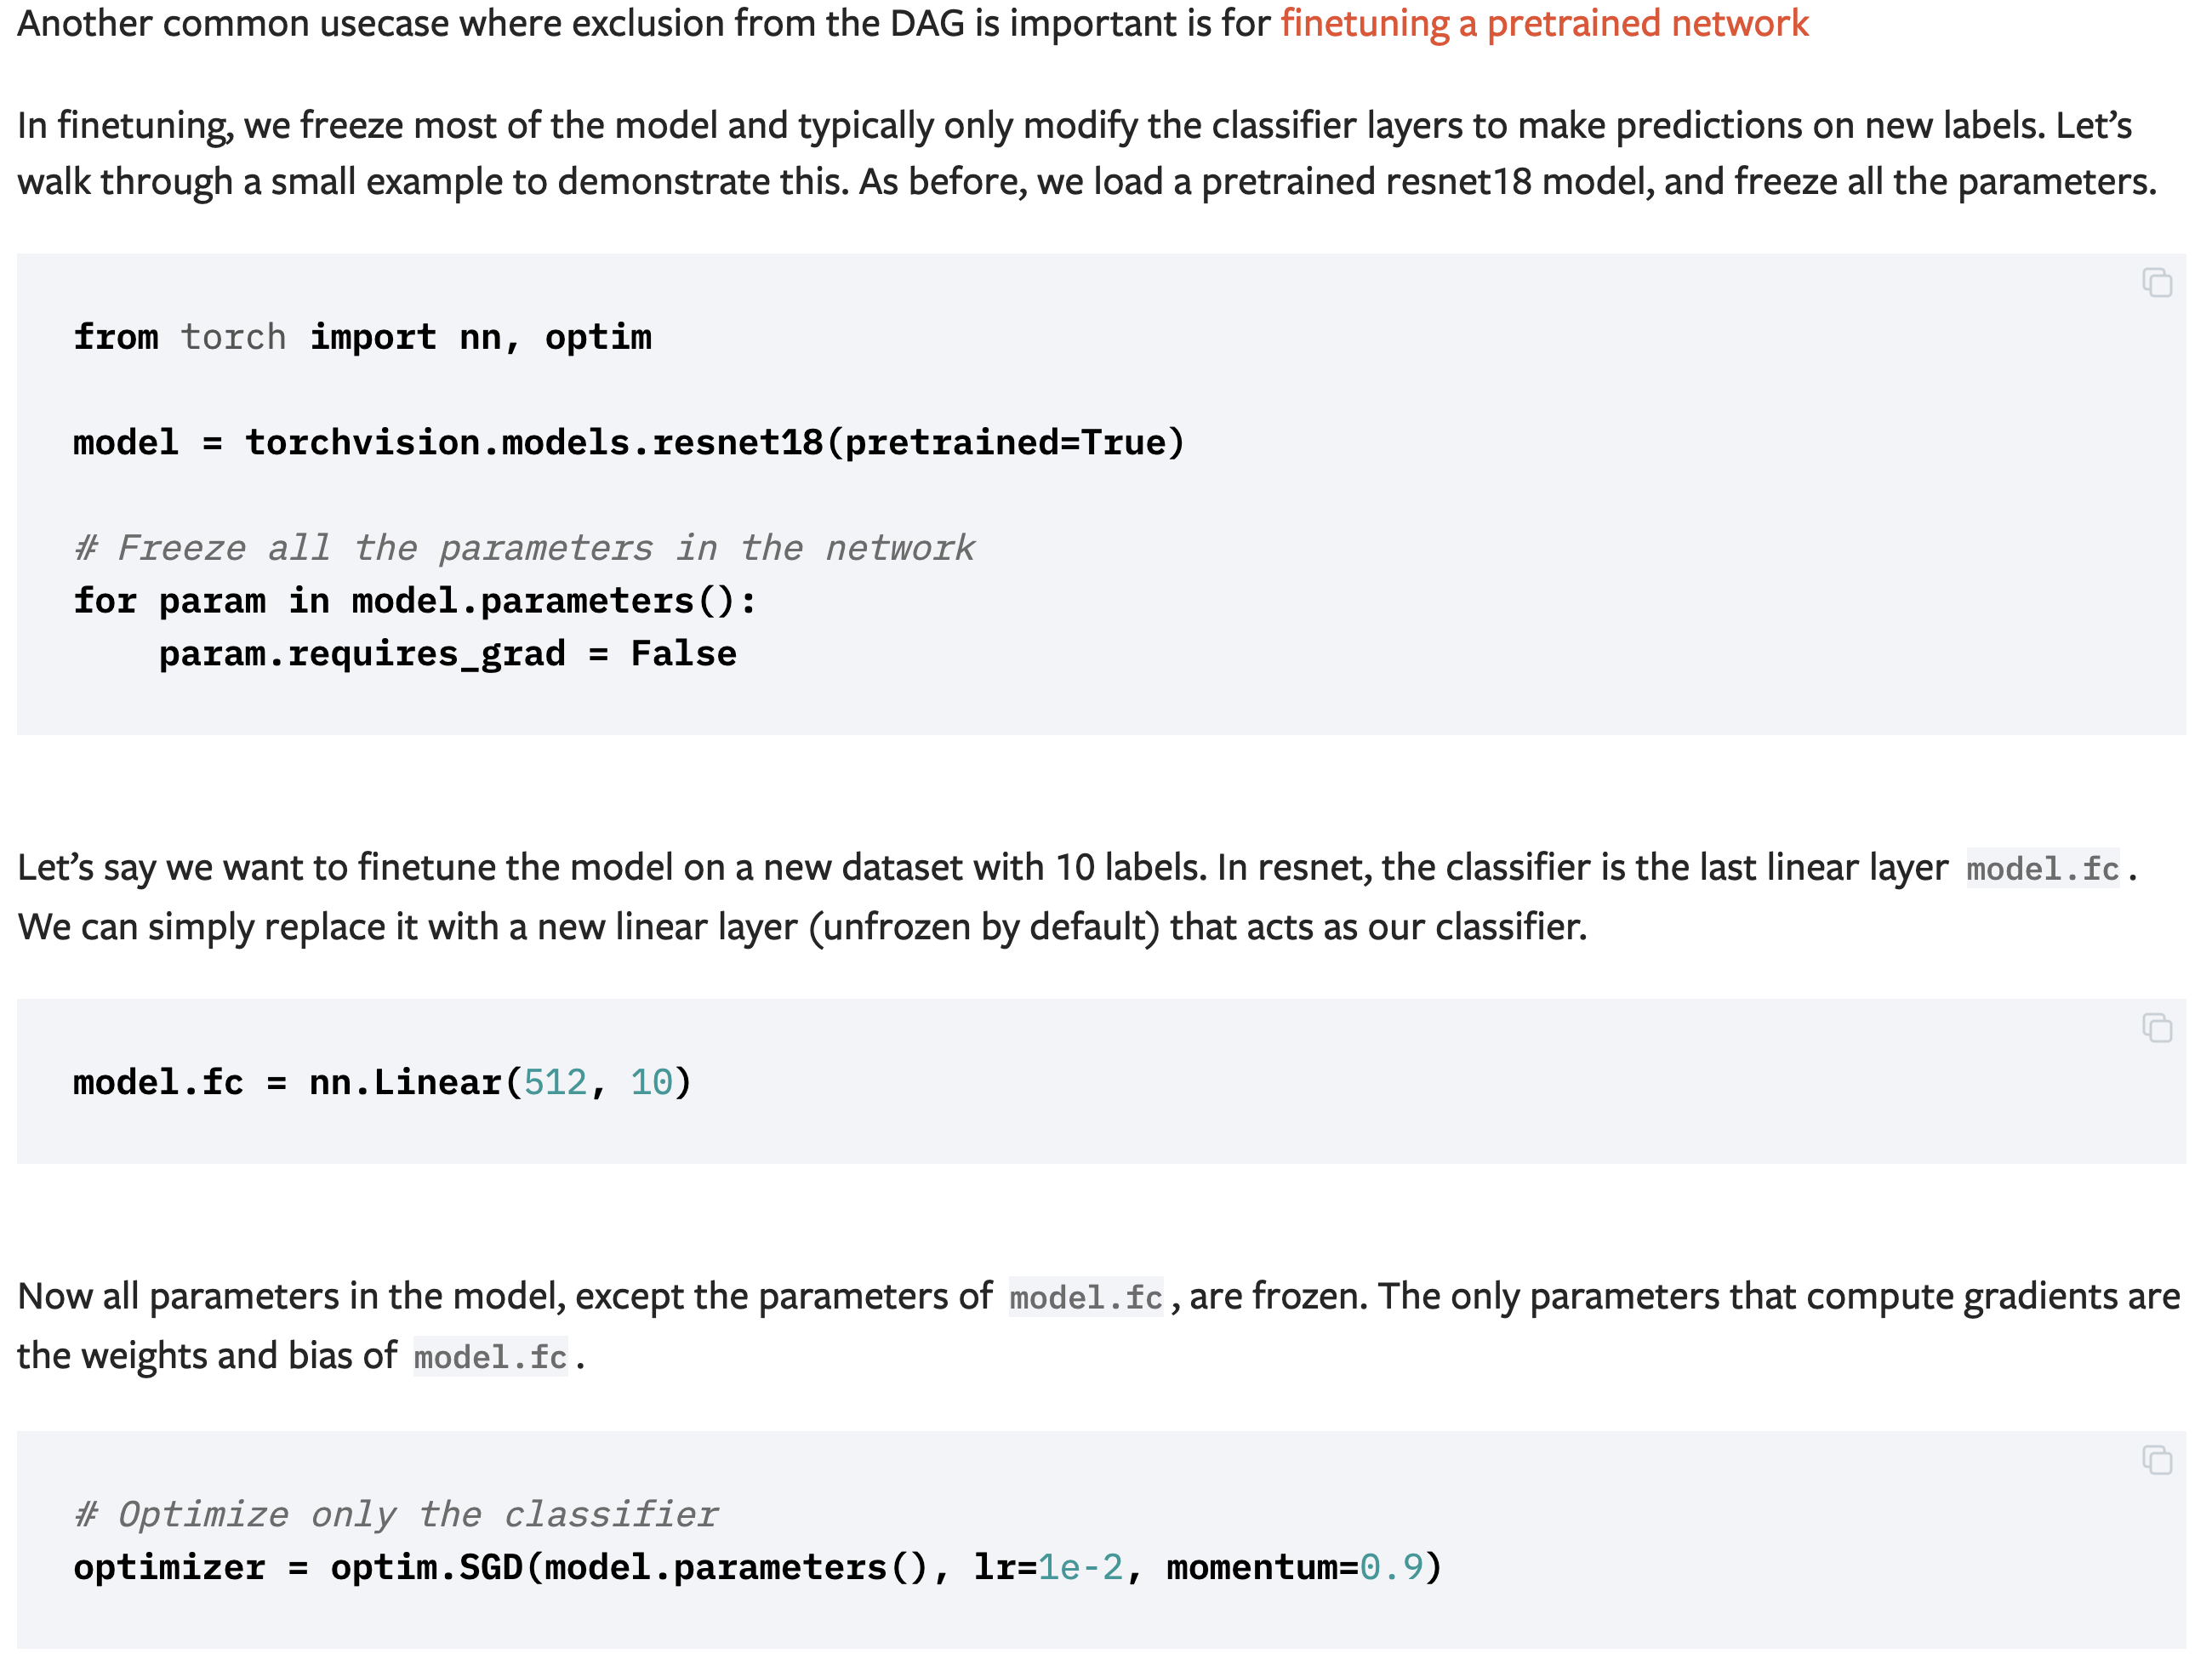 Another common usecase where exclusion from the DAG is important is for finetuning a pretrained network
In finetuning, we freeze most of the model and typically only modify the classifier layers to make predictions on new labels. Let’s
walk through a small example to demonstrate this. As before, we load a pretrained resnet18 model, and freeze all the parameters.
from torch import nn, optim
model = torchvision.models.resnet18(pretrained=True)
# Freeze all the parameters in the network
for param in model.parameters():
    param.requires_grad = False
Let’s say we want to finetune the model on a new dataset with 10 labels. In resnet, the classifier is the last linear layer model.fc.
We can simply replace it with a new linear layer (unfrozen by default) that acts as our classifier.
model.fc = nn.Linear(512, 10)
Now all parameters in the model, except the parameters of model.fc, are frozen. The only parameters that compute gradients are
the weights and bias of model.fc.
# Optimize only the classifier
optimizer = optim.SGD(model.parameters(), lr=1e-2, momentum=0.9)